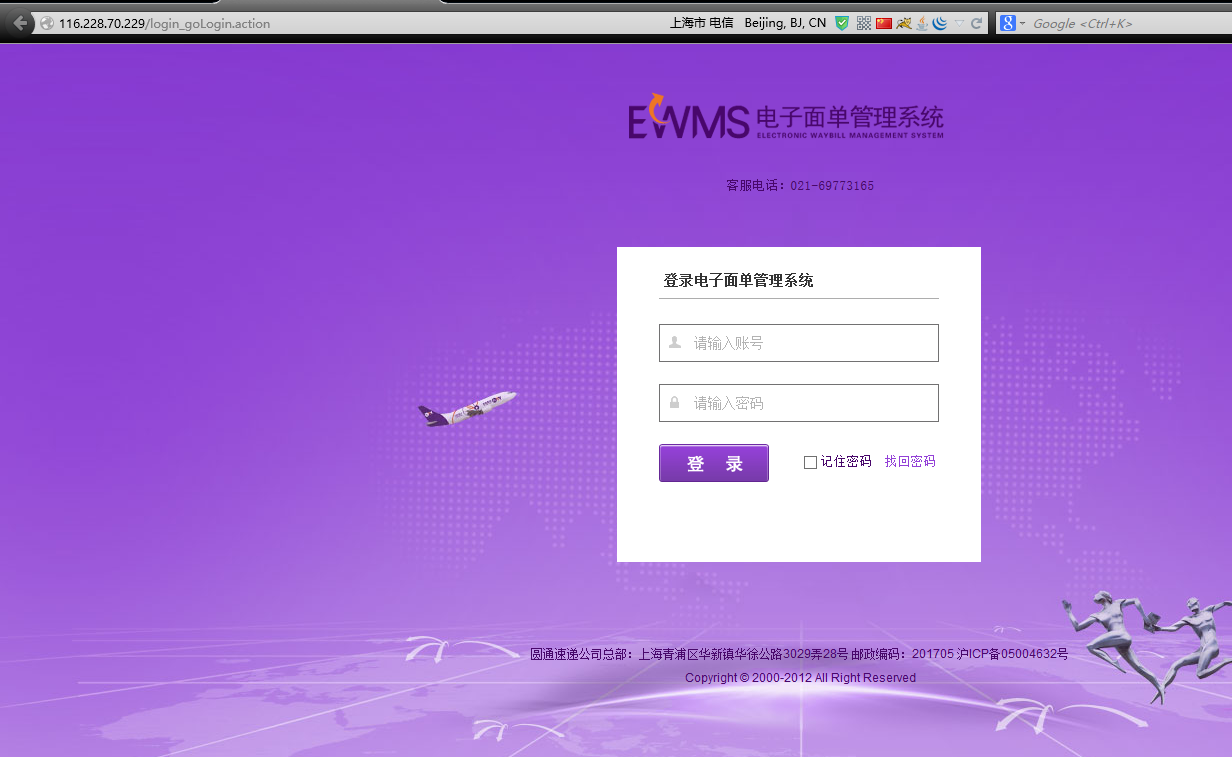 116.228.70.229/login_goLogin.action 上海市 电信 Beijing, BJ, CN 8 Google <Ctrl+K>
EWMS 电子面单管理系统
ELECTRONIC WAYBILL MANAGEMENT SYSTEM
客服电话：021-69773165
登录电子面单管理系统
请输入账号
请输入密码
登 录 记住密码 找回密码
圆通速递公司总部：上海青浦区华新镇华徐公路3029弄28号 邮政编码：201705 沪ICP备05004632号
Copyright © 2000-2012 All Right Reserved